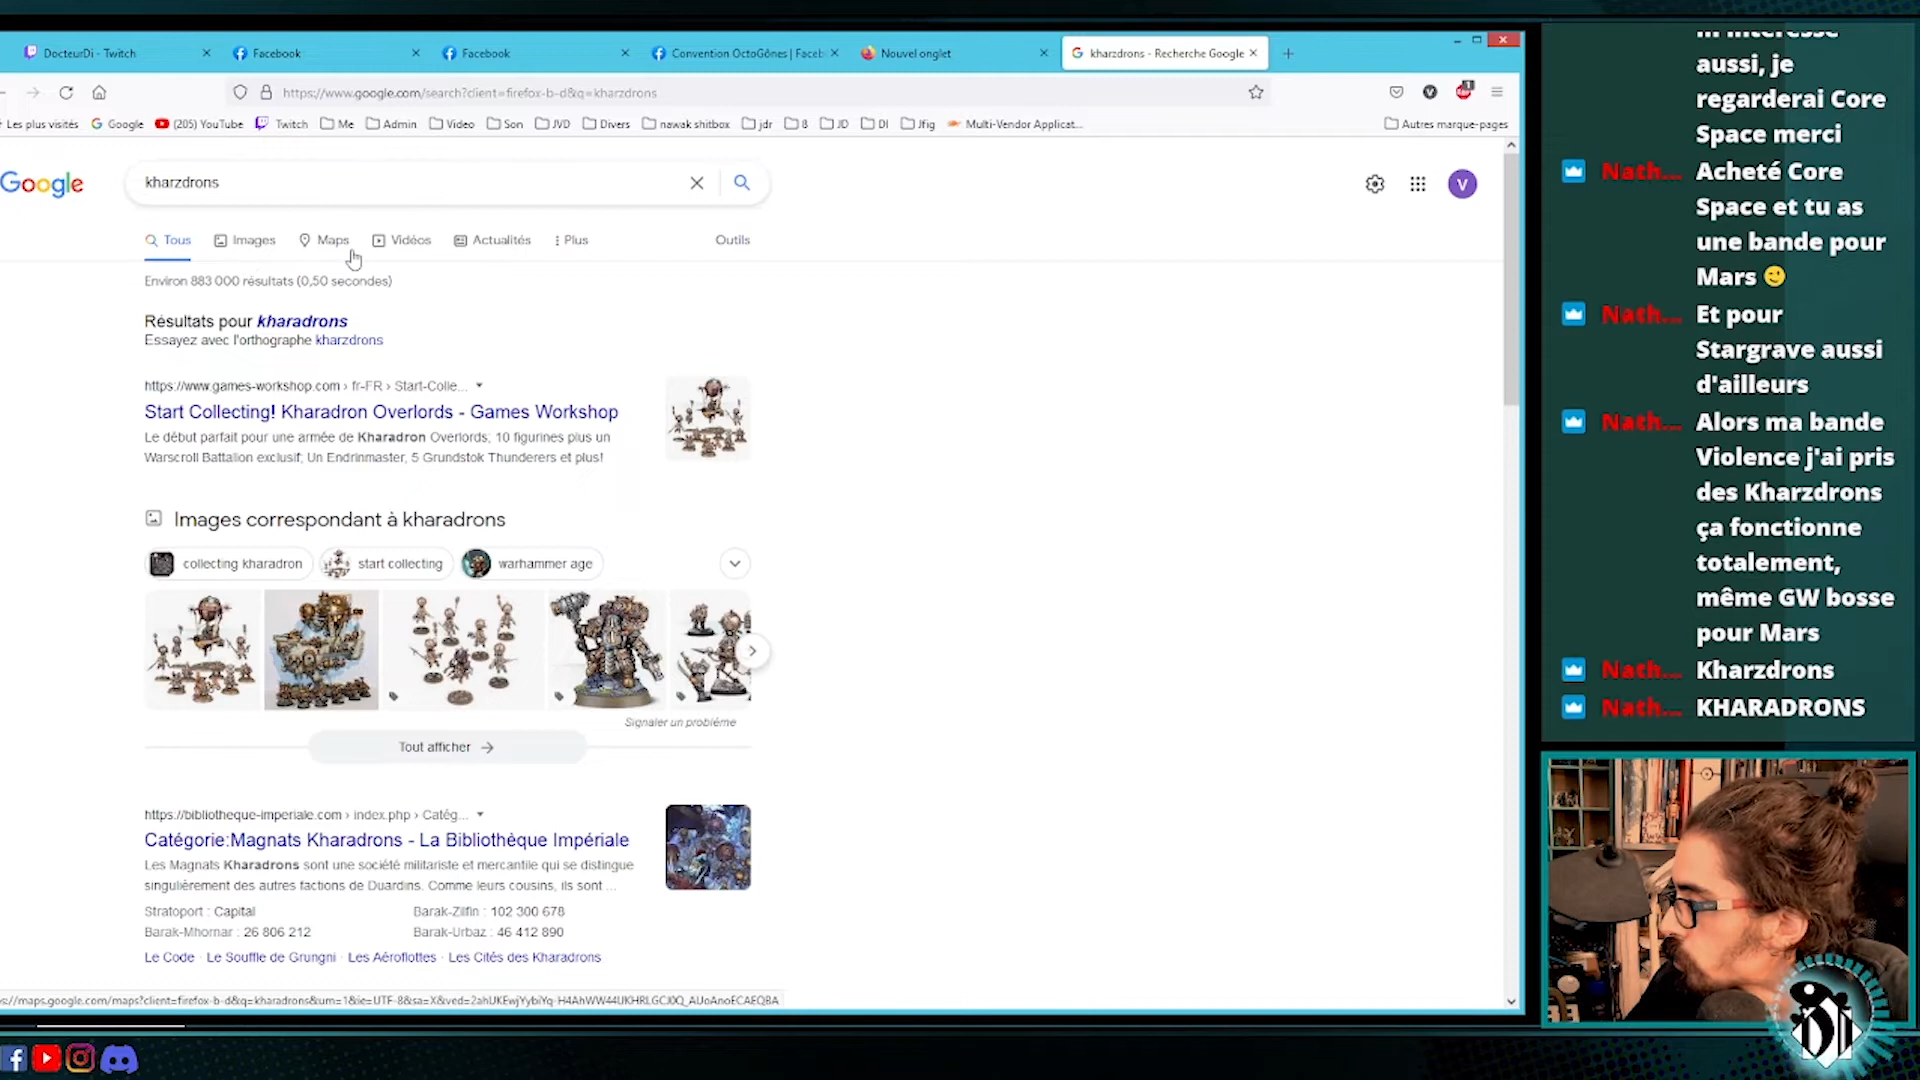 DocteurDi - Twitch
Facebook
Facebook
Convention OctoGônes | Faceb
Nouvel onglet
kharzdrons - Recherche Google
https://www.google.com/search?client=firefox-b-d&q=kharzdrons
Les plus visités
Google
(205) YouTube
Twitch
Me
Admin
Video
Son
JVD
Divers
nawak shitbox
jdr
8
JD
DI
Jfig
Multi-Vendor Applicat...
Autres marque-pages
Google
kharzdrons
V
Tous
Images
Maps
Vidéos
Actualités
Plus
Outils
Environ 883 000 résultats (0,50 secondes)
Résultats pour kharadrons
Essayez avec l'orthographe kharzdrons
https://www.games-workshop.com › fr-FR › Start-Colle...
Start Collecting! Kharadron Overlords - Games Workshop
Le début parfait pour une armée de Kharadron Overlords; 10 figurines plus un
Warscroll Battalion exclusif; Un Endrinmaster, 5 Grundstok Thunderers et plus!
Images correspondant à kharadrons
collecting kharadron
start collecting
warhammer age
Signaler un problème
Tout afficher
https://bibliotheque-imperiale.com › index.php › Catég...
Catégorie:Magnats Kharadrons - La Bibliothèque Impériale
Les Magnats Kharadrons sont une société militariste et mercantile qui se distingue
singulièrement des autres factions de Duardins. Comme leurs cousins, ils sont ...
Stratoport : Capital
Barak-Zilfin : 102 300 678
Barak-Mhornar : 26 806 212
Barak-Urbaz : 46 412 890
Le Code · Le Souffle de Grungni · Les Aéroflottes · Les Cités des Kharadrons
aussi, je
regarderai Core
Space merci
Nath... Acheté Core
Space et tu as
une bande pour
Mars 😉
Nath... Et pour
Stargrave aussi
d'ailleurs
Nath... Alors ma bande
Violence j'ai pris
des Kharzdrons
ça fonctionne
totalement,
même GW bosse
pour Mars
Nath... Kharzdrons
Nath... KHARADRONS
DI